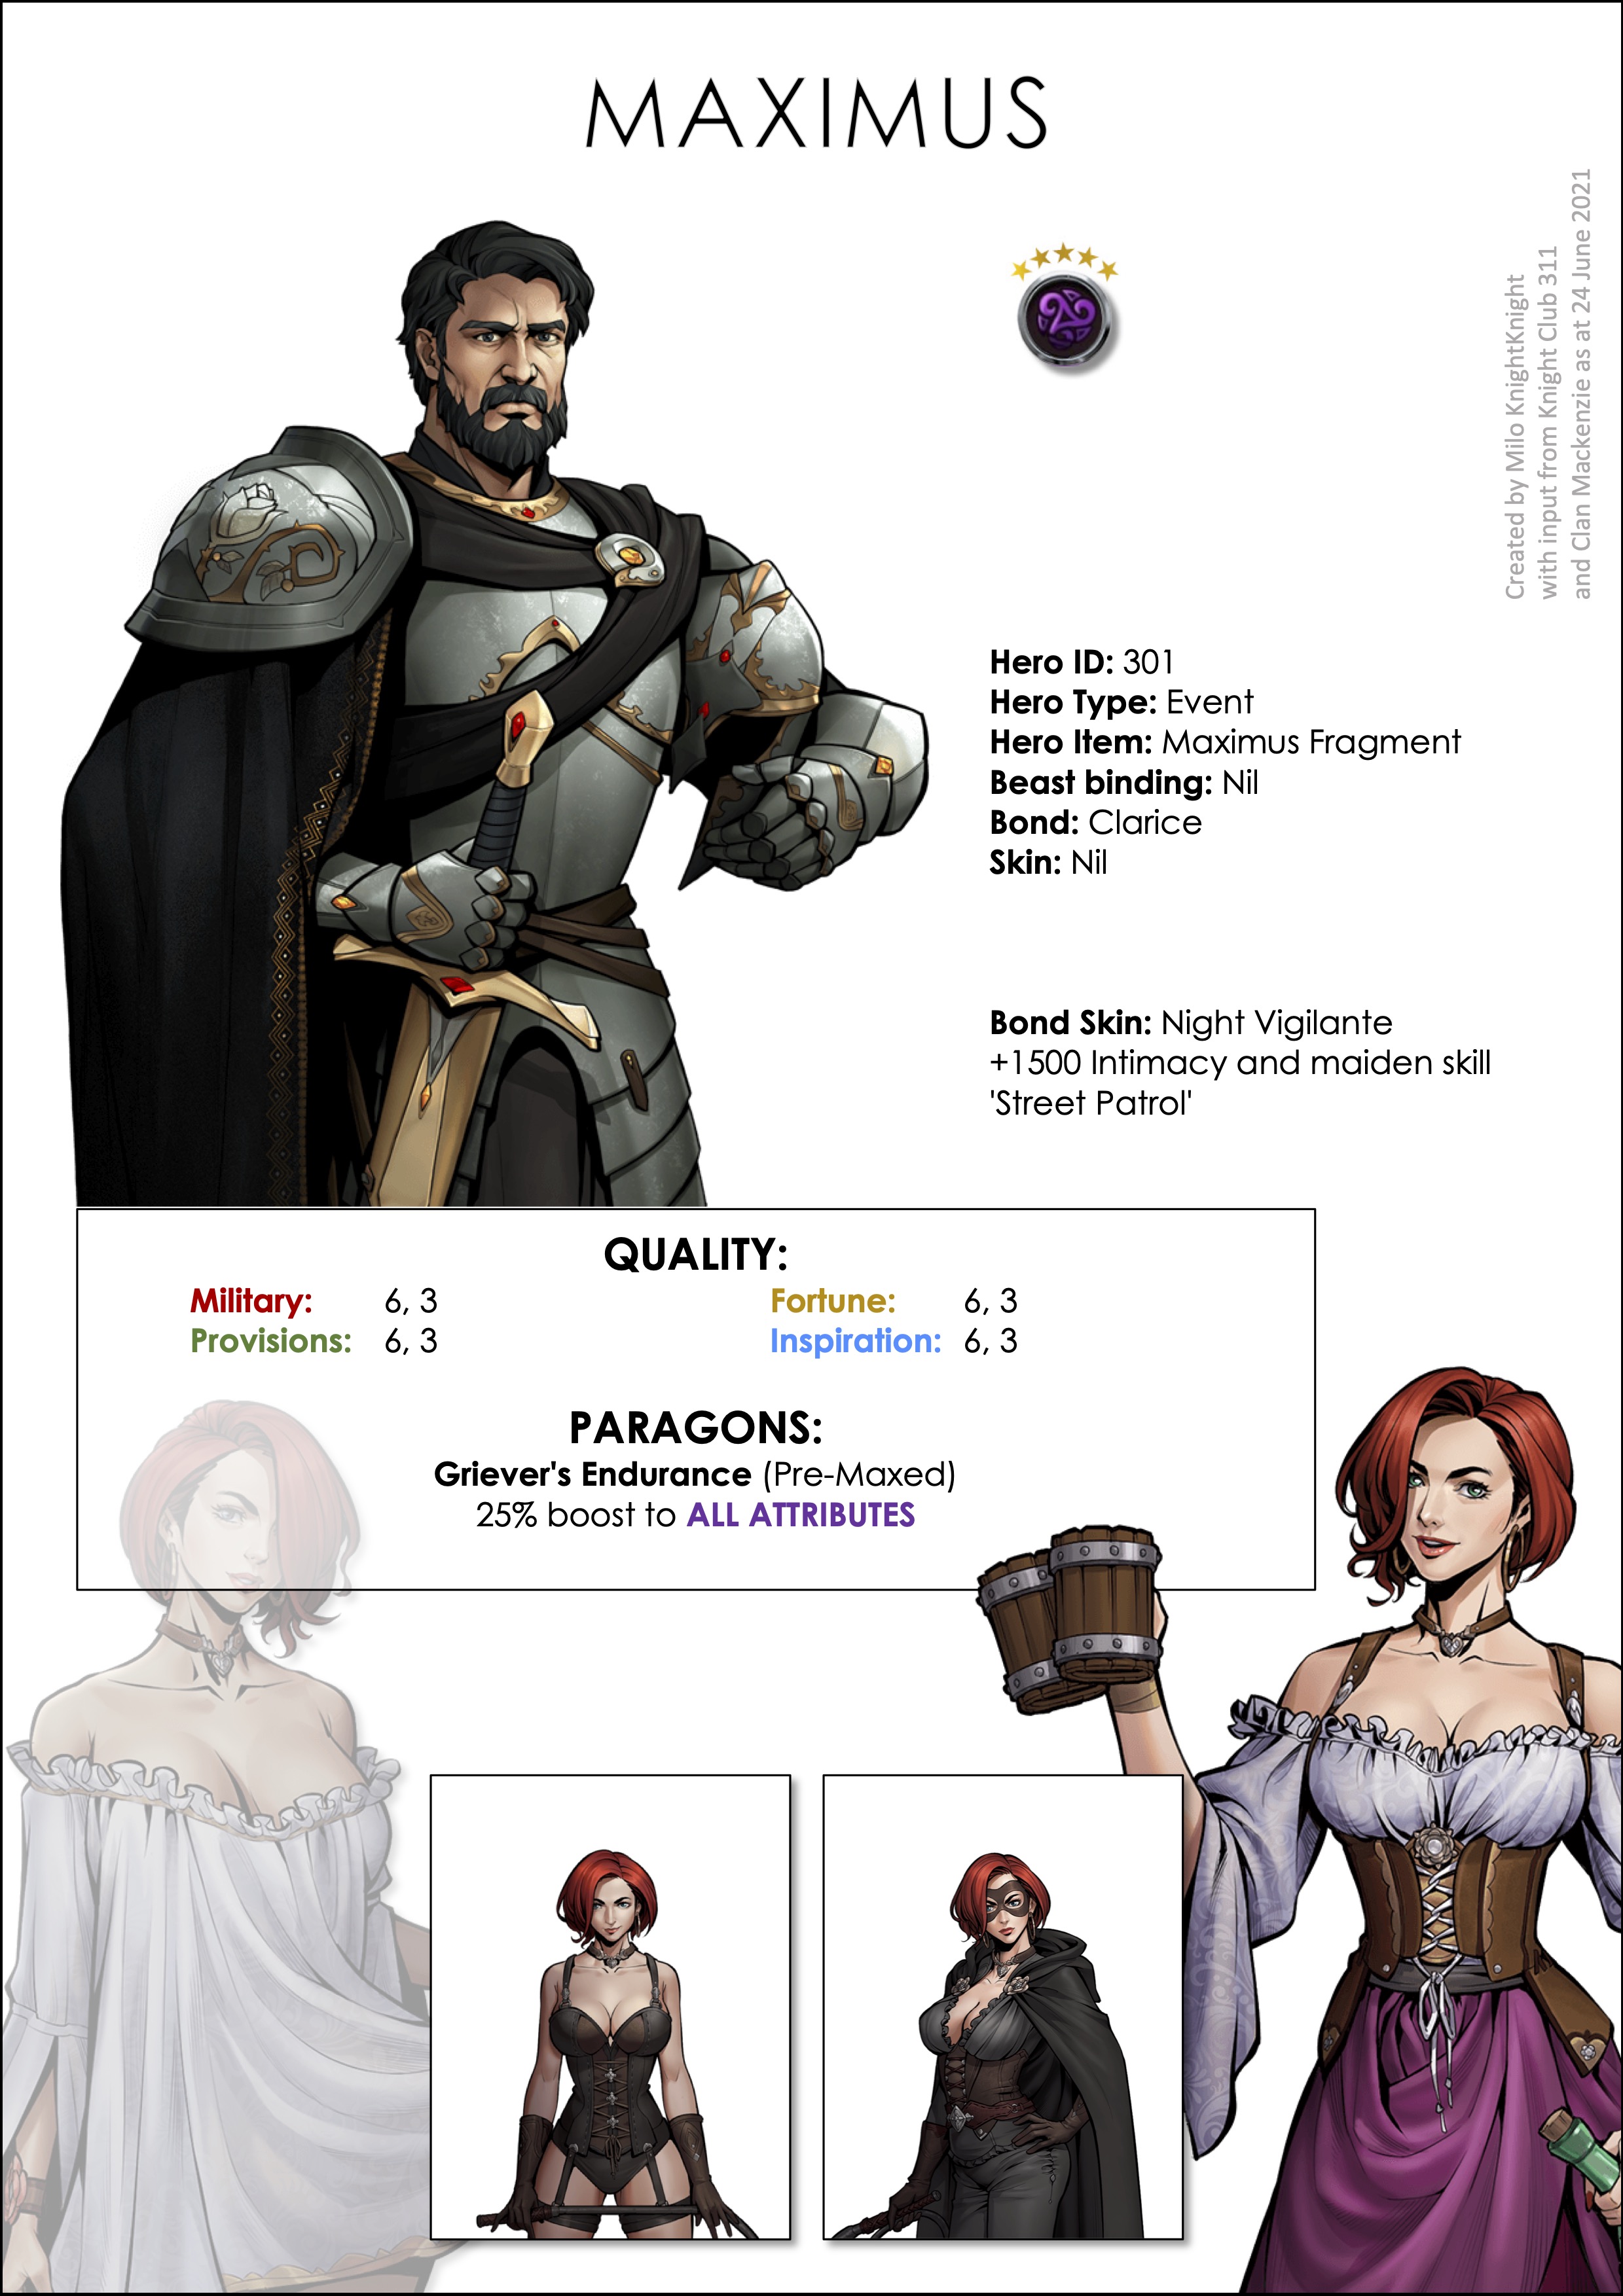 MAXIMUS
Created by Milo KnightKnight
with input from Knight Club 311
and Clan Mackenzie as at 24 June 2021
Hero ID: 301
Hero Type: Event
Hero Item: Maximus Fragment
Beast binding: Nil
Bond: Clarice
Skin: Nil
Bond Skin: Night Vigilante
+1500 Intimacy and maiden skill
'Street Patrol'
QUALITY:
Military: 6, 3 Fortune: 6, 3
Provisions: 6, 3 Inspiration: 6, 3
PARAGONS:
Griever's Endurance (Pre-Maxed)
25% boost to ALL ATTRIBUTES